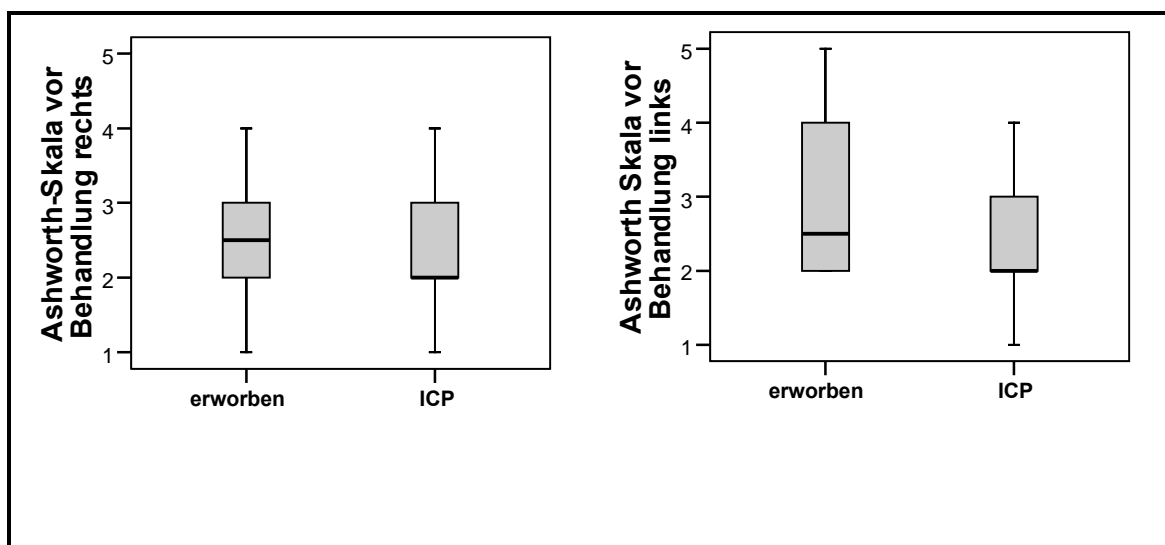 Ashworth-Skala vor
Behandlung rechts
5
4
3
2
1
erworben ICP
Ashworth Skala vor
Behandlung links
5
4
3
2
1
erworben ICP